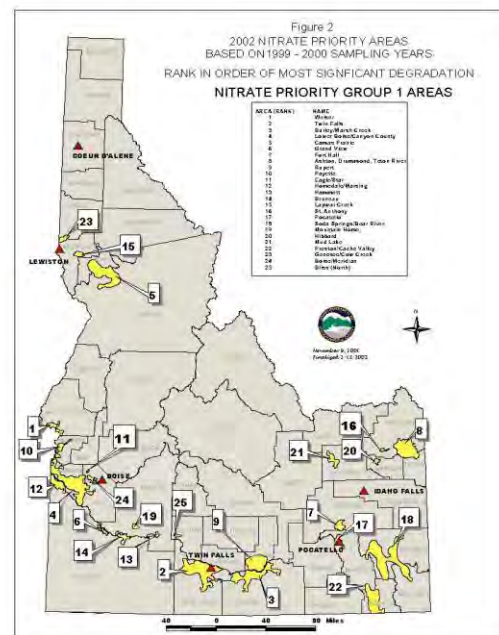 Figure 2
2002 NITRATE PRIORITY AREAS
BASED ON 1999 - 2000 SAMPLING YEARS
RANK IN ORDER OF MOST SIGNFICANT DEGRADATION
NITRATE PRIORITY GROUP 1 AREAS
AREA (RANK) NAME
1 Weiser
2 Twin Falls
3 Burley/Marsh Creek
4 Lower Boise/Canyon County
5 Camas Prairie
6 Grand View
7 Fort Hall
8 Ashton, Drummond, Teton River
9 Rupert
10 Payette
11 Eagle/Star
12 Homedale/Marsing
13 Hammett
14 Bruneau
15 Lapwai Creek
16 St. Anthony
17 Pocatello
18 Soda Springs/Bear River
19 Mountain Home
20 Hibbard
21 Mud Lake
22 Preston/Cache Valley
23
24 Boise/Meridian
25 Bliss (North)
COEUR D'ALENE
23
15
LEWISTON
5
N
November 8, 2001
1
10
11
16
8
21
20
12
BOISE
IDAHO FALLS
4
24
6
19
25
9
7
17
18
14
13
TWIN FALLS
POCATELLO
2
3
22
40 0 40 80 Miles